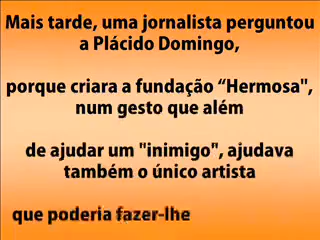 Mais tarde, uma jornalista perguntou
a Plácido Domingo,
porque criara a fundação “Hermosa",
num gesto que além
de ajudar um "inimigo", ajudava
também o único artista
que poderia fazer-lhe